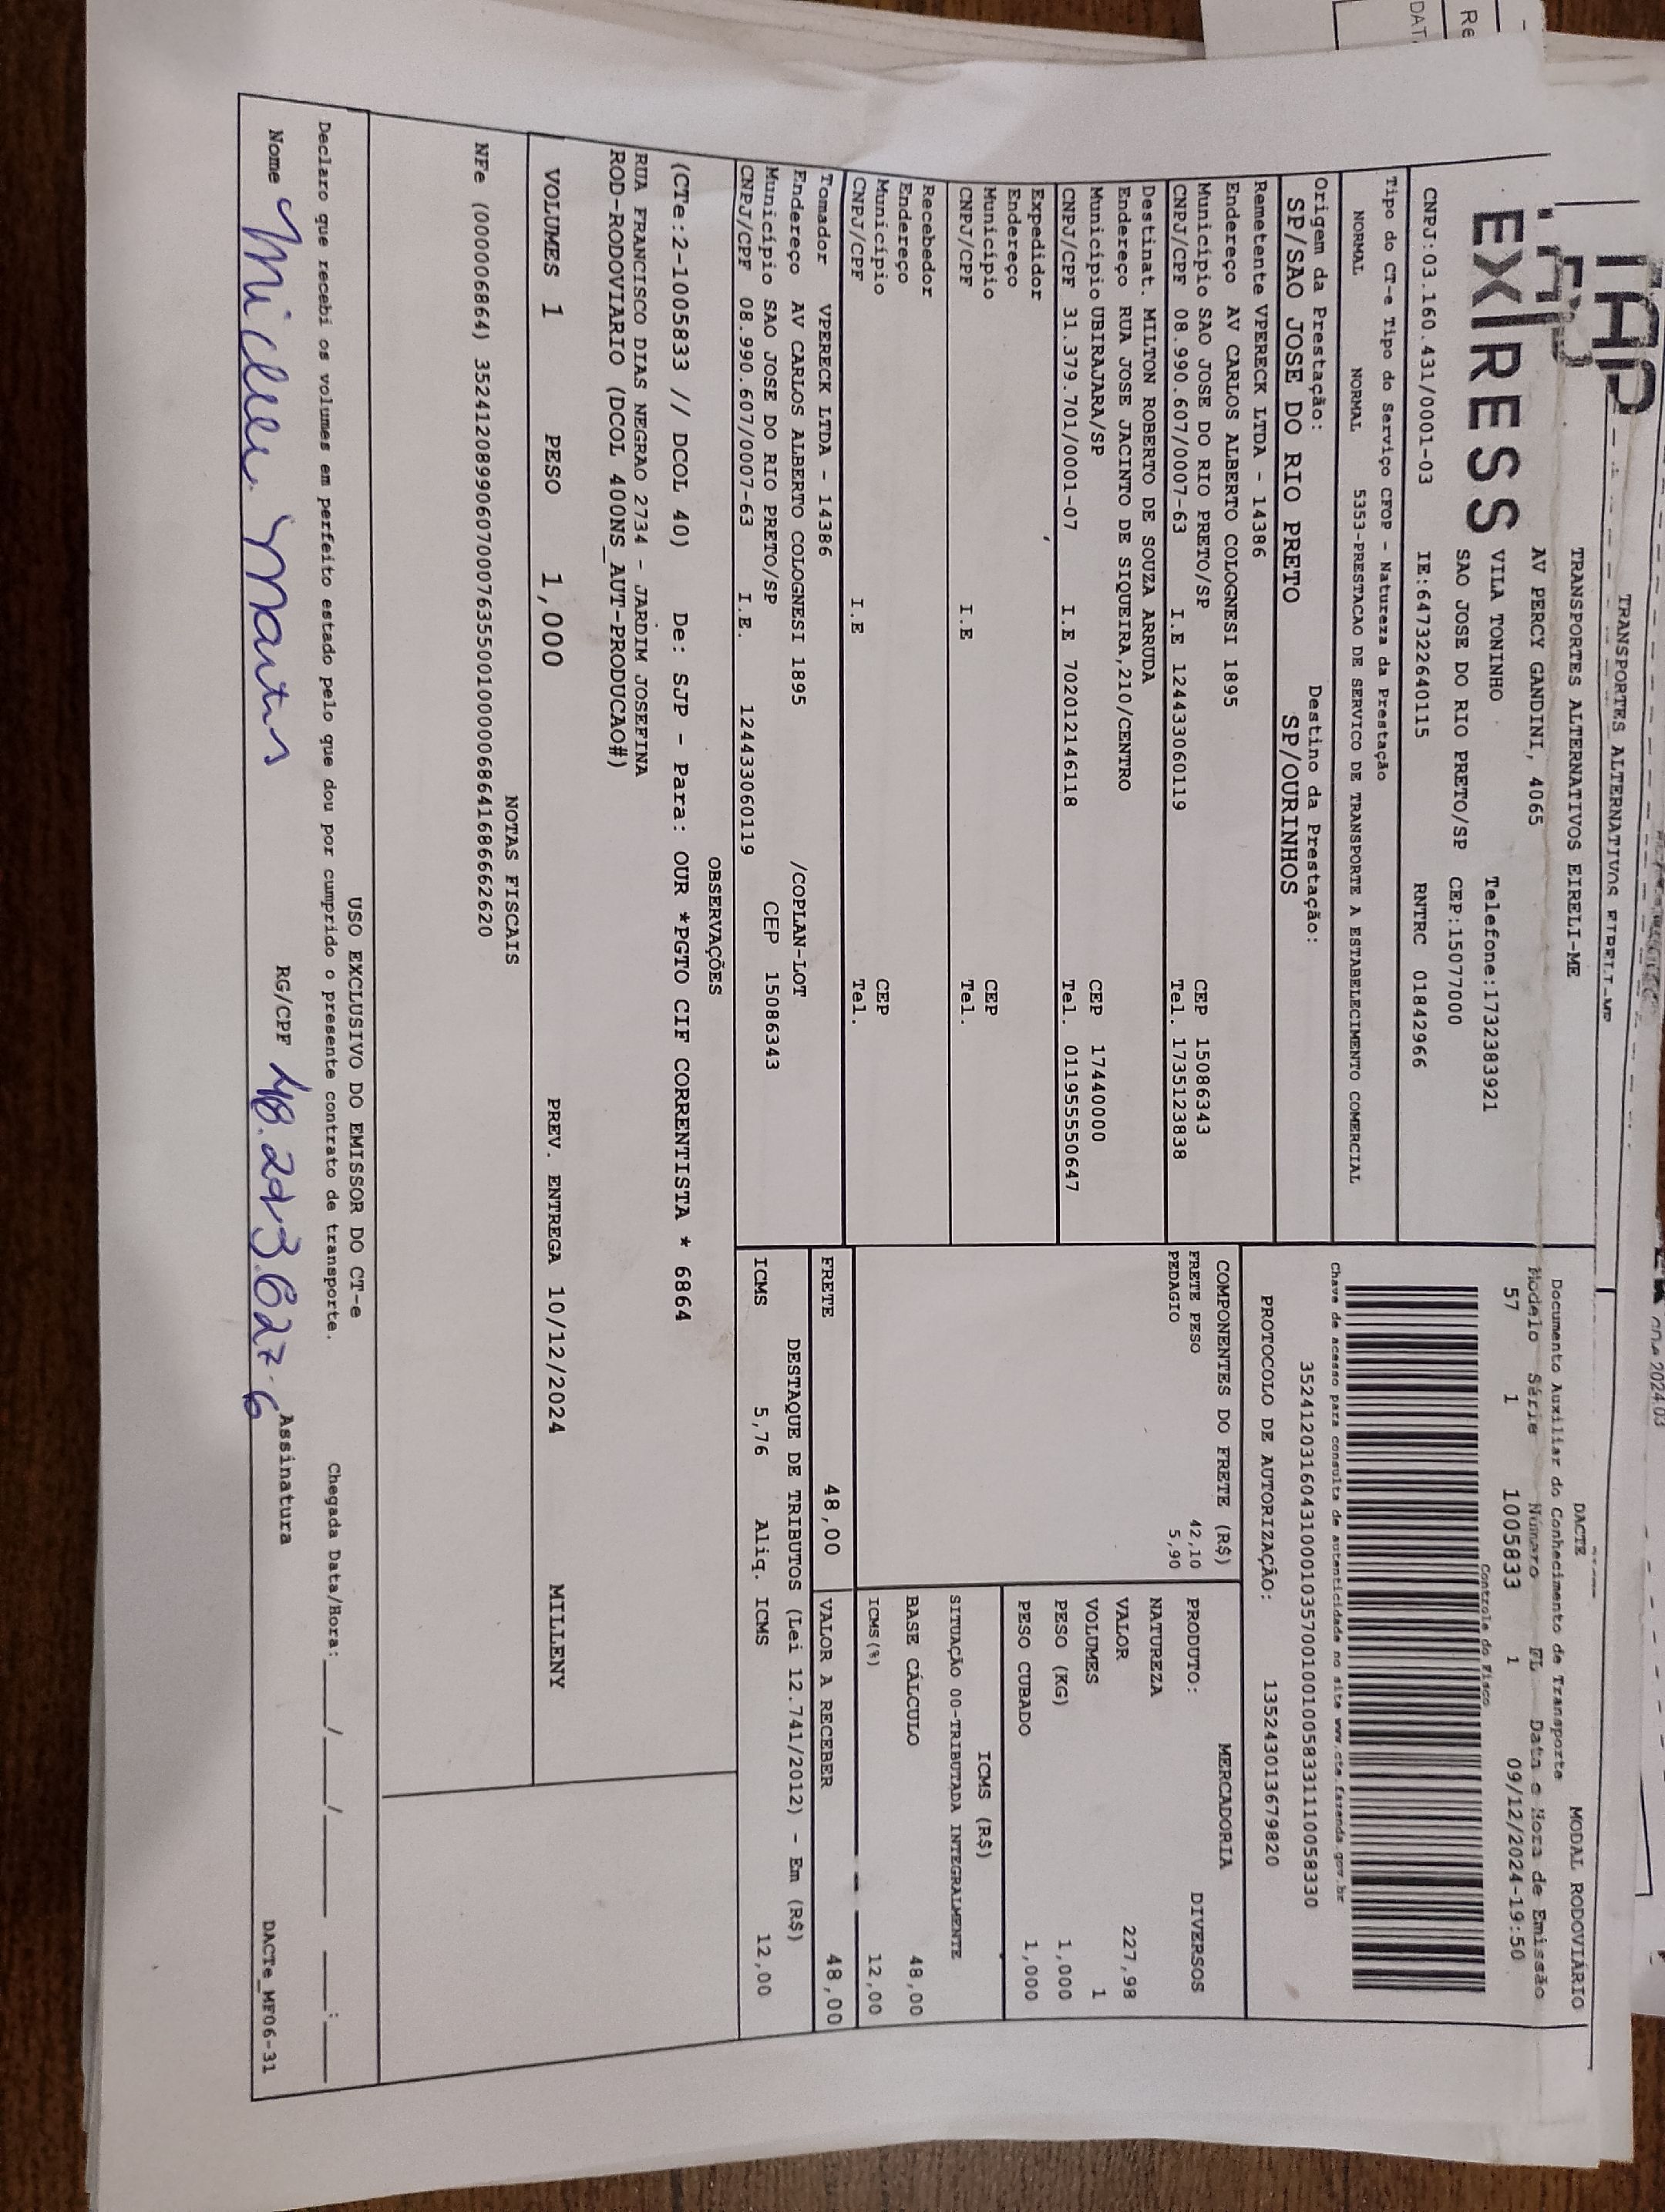 TAP
EXPRESS
TRANSPORTES ALTERNATIVOS EIRELI-ME
TRANSPORTES ALTERNATIVOS EIRELI-ME
AV PERCY GANDINI, 4065
VILA TONINHO Telefone:1732383921
SAO JOSE DO RIO PRETO/SP CEP:15077000
CNPJ:03.160.431/0001-03 IE:647322640115 RNTRC 01842966
DACTE MODAL RODOVIÁRIO
Documento Auxiliar do Conhecimento de Transporte
Modelo Série Número FL Data e Hora de Emissão
57 1 1005833 1 09/12/2024-19:50
Controle do Fisco
Chave de acesso para consulta de autenticidade no site www.cte.fazenda.gov.br
35241203160431000103570010010058331110058330
PROTOCOLO DE AUTORIZAÇÃO: 135243013679820
Tipo do CT-e Tipo do Serviço CFOP - Natureza da Prestação
NORMAL NORMAL 5353-PRESTACAO DE SERVICO DE TRANSPORTE A ESTABELECIMENTO COMERCIAL
Origem da Prestação: Destino da Prestação:
SP/SAO JOSE DO RIO PRETO SP/OURINHOS
Remetente VPERECK LTDA - 14386
Endereço AV CARLOS ALBERTO COLOGNESI 1895
Município SAO JOSE DO RIO PRETO/SP CEP 15086343
CNPJ/CPF 08.990.607/0007-63 I.E 124433060119 Tel. 1735123838
Destinat. MILTON ROBERTO DE SOUZA ARRUDA
Endereço RUA JOSE JACINTO DE SIQUEIRA,210/CENTRO
Município UBIRAJARA/SP CEP 17440000
CNPJ/CPF 31.379.701/0001-07 I.E 702012146118 Tel. 011955550647
Expedidor
Endereço
Município CEP
CNPJ/CPF I.E Tel.
Recebedor
Endereço
Município CEP
CNPJ/CPF I.E Tel.
Tomador VPERECK LTDA - 14386
Endereço AV CARLOS ALBERTO COLOGNESI 1895 /COPLAN-LOT
Município SAO JOSE DO RIO PRETO/SP CEP 15086343
CNPJ/CPF 08.990.607/0007-63 I.E. 124433060119
COMPONENTES DO FRETE (R$)
FRETE PESO 42,10
PEDAGIO 5,90
MERCADORIA
PRODUTO: DIVERSOS
NATUREZA
VALOR 227,98
VOLUMES 1
PESO (KG) 1,000
PESO CUBADO 1,000
ICMS (R$)
SITUAÇÃO 00-TRIBUTADA INTEGRALMENTE
BASE CÁLCULO 48,00
ICMS(%) 12,00
FRETE 48,00 VALOR A RECEBER 48,00
DESTAQUE DE TRIBUTOS (Lei 12.741/2012) - Em (R$)
ICMS 5,76 Aliq. ICMS 12,00
OBSERVAÇÕES
(CTe:2-1005833 // DCOL 40) De: SJP - Para: OUR *PGTO CIF CORRENTISTA * 6864
RUA FRANCISCO DIAS NEGRAO 2734 - JARDIM JOSEFINA
ROD-RODOVIARIO (DCOL 400NS_AUT-PRODUCAO#)
VOLUMES 1 PESO 1,000 PREV. ENTREGA 10/12/2024 MILLENY
NOTAS FISCAIS
NFe (000006864) 35241208990607000763550010000068641686662620
USO EXCLUSIVO DO EMISSOR DO CT-e
Declaro que recebi os volumes em perfeito estado pelo que dou por cumprido o presente contrato de transporte. Chegada Data/Hora:____/____/____ ___:___
Nome RG/CPF Assinatura
DACTe_MF06-31